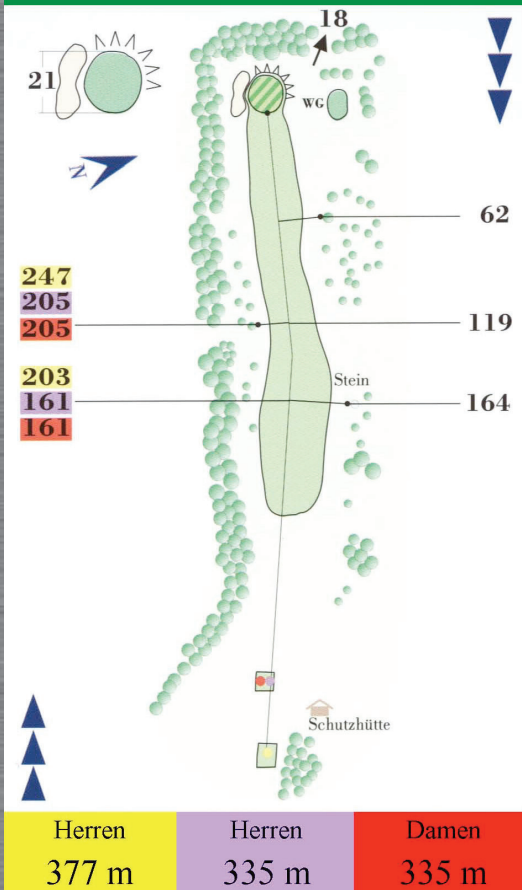 18
21
WG
N
62
247
205
205
119
203
161
161
Stein
164
Schutzhütte
Herren
377 m
Herren
335 m
Damen
335 m